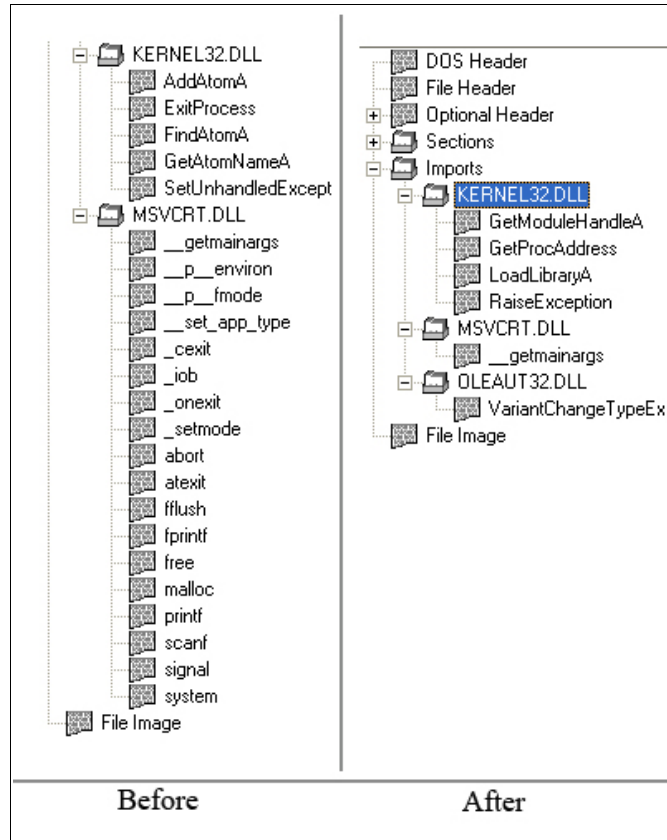 KERNEL32.DLL
AddAtomA
ExitProcess
FindAtomA
GetAtomNameA
SetUnhandledExcept
MSVCRT.DLL
__getmainargs
__p__environ
__p__fmode
__set_app_type
_cexit
_iob
_onexit
_setmode
abort
atexit
fflush
fprintf
free
malloc
printf
scanf
signal
system
File Image
Before
DOS Header
File Header
Optional Header
Sections
Imports
KERNEL32.DLL
GetModuleHandleA
GetProcAddress
LoadLibraryA
RaiseException
MSVCRT.DLL
__getmainargs
OLEAUT32.DLL
VariantChangeTypeEx
File Image
After